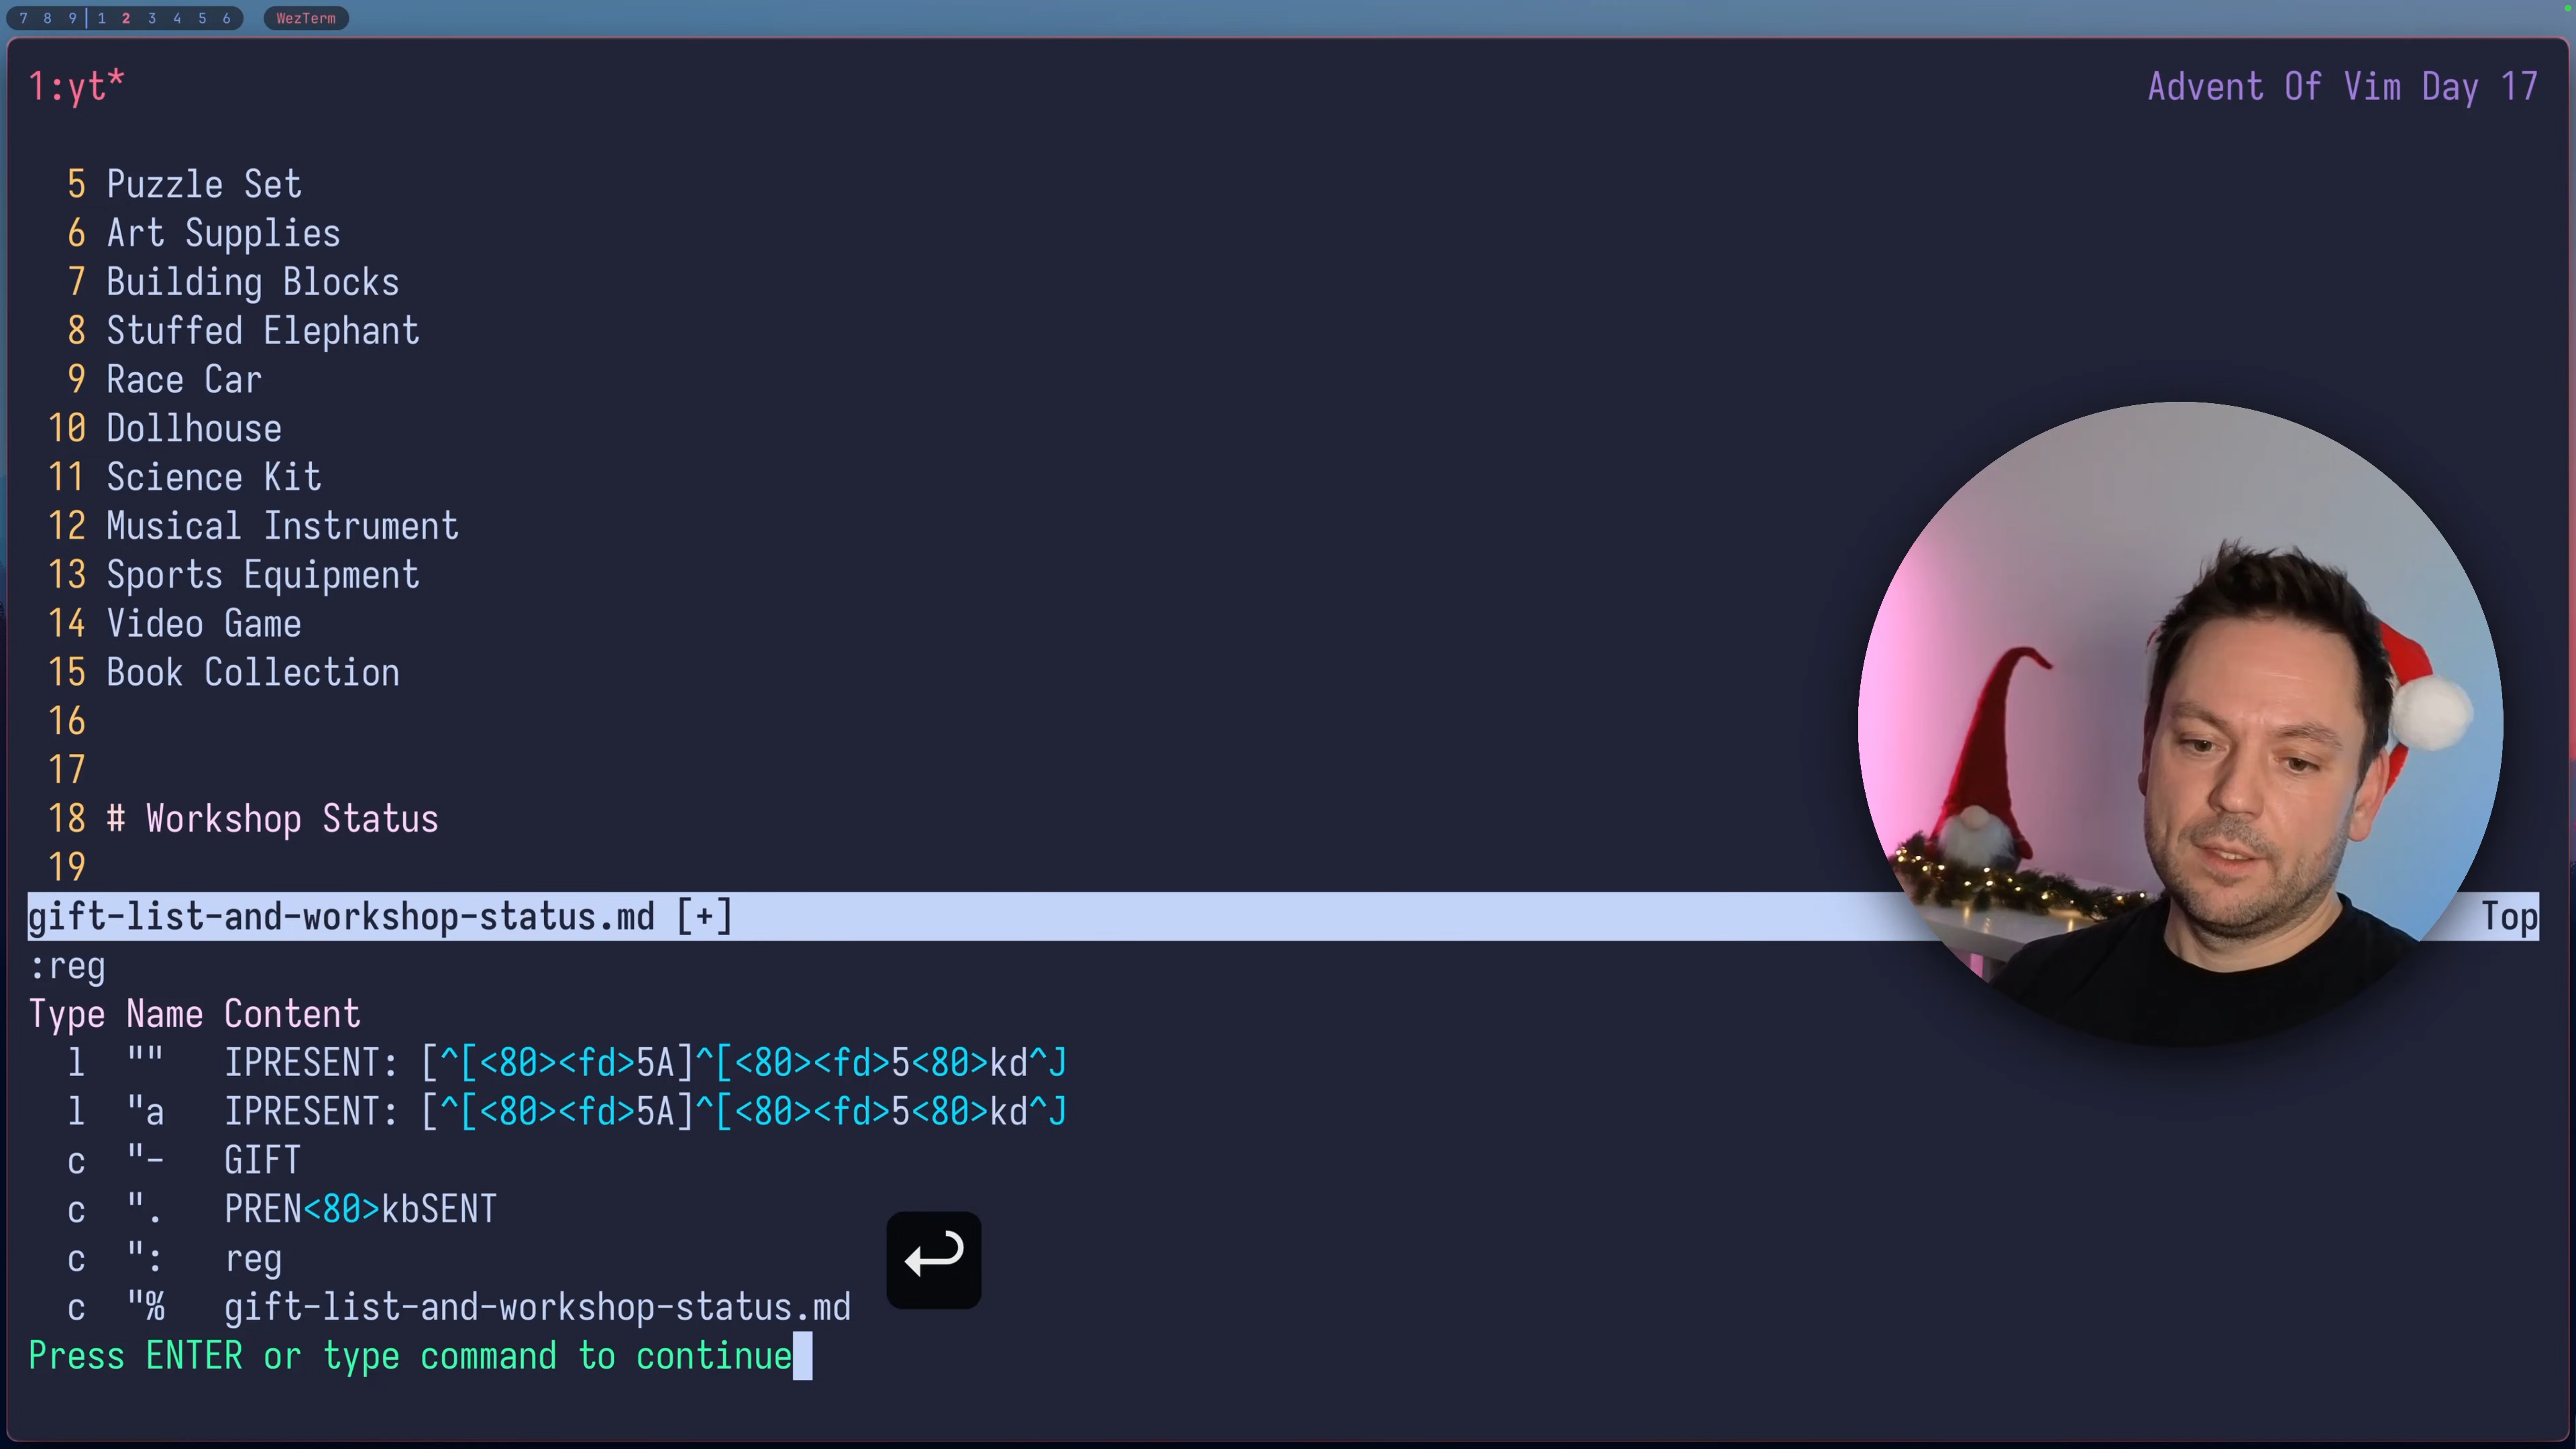 7 8 9 | 1 2 3 4 5 6 WezTerm
1:yt* Advent Of Vim Day 17
5 Puzzle Set
6 Art Supplies
7 Building Blocks
8 Stuffed Elephant
9 Race Car
10 Dollhouse
11 Science Kit
12 Musical Instrument
13 Sports Equipment
14 Video Game
15 Book Collection
16
17
18 # Workshop Status
19
gift-list-and-workshop-status.md [+] Top
:reg
Type Name Content
l "" IPRESENT: [^[<80><fd>5A]^[<80><fd>5<80>kd^J
l "a IPRESENT: [^[<80><fd>5A]^[<80><fd>5<80>kd^J
c "- GIFT
c ". PREN<80>kbSENT
c ": reg
c "% gift-list-and-workshop-status.md
Press ENTER or type command to continue